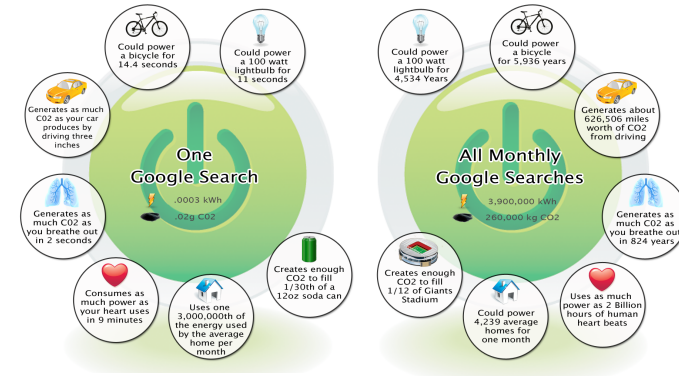 Could power
a bicycle for
14.4 seconds
Could power
a 100 watt
lightbulb for
11 seconds
Generates as much
C02 as your car
produces by
driving three
inches
One
Google Search
.0003 kWh
.02g C02
Generates as
much C02 as
you breathe out
in 2 seconds
Consumes as
much power as
your heart uses
in 9 minutes
Uses one
3,000,000th of
the energy used
by the average
home per
month
Creates enough
CO2 to fill
1/30th of a
12oz soda can
Could power
a 100 watt
lightbulb for
4,534 Years
Could power
a bicycle
for 5,936 years
Generates about
626,506 miles
worth of CO2
from driving
All Monthly
Google Searches
3,900,000 kWh
260,000 kg CO2
Generates as
much C02 as
you breathe out
in 824 years
Creates enough
CO2 to fill
1/12 of Giants
Stadium
Could power
4,239 average
homes for
one month
Uses as much
power as 2 Billion
hours of human
heart beats